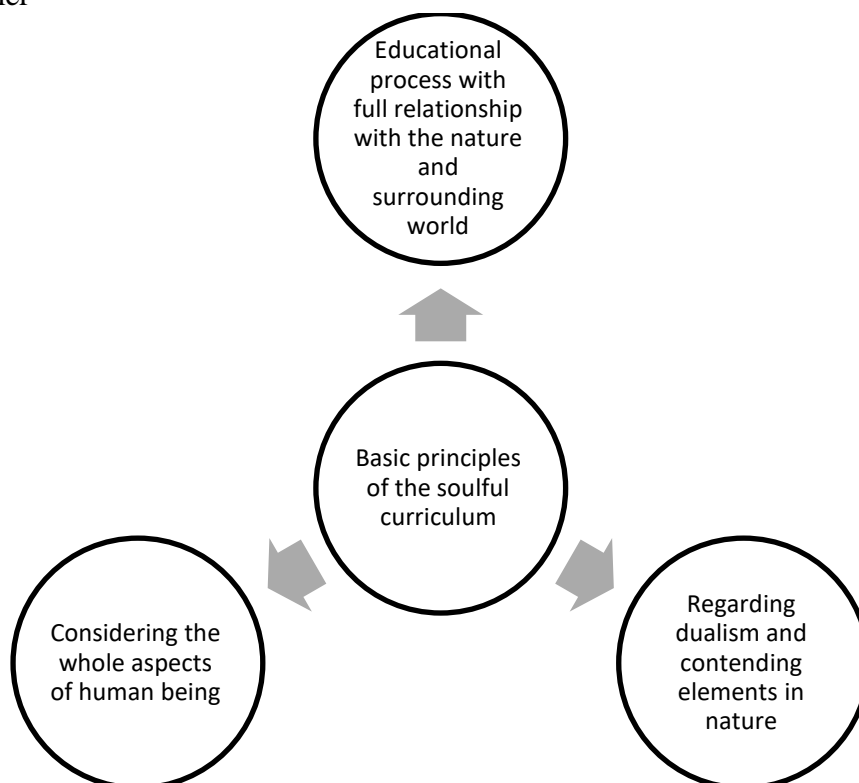 Educational
process with
full relationship
with the nature
and
surrounding
world
Basic principles
of the soulful
curriculum
Considering the
whole aspects
of human being
Regarding
dualism and
contending
elements in
nature